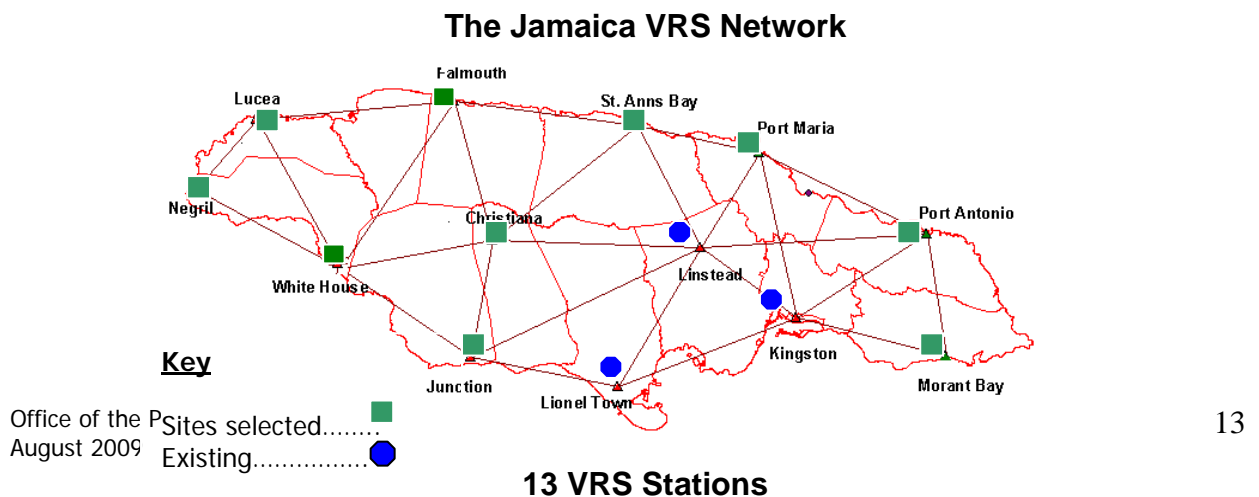 The Jamaica VRS Network
Falmouth
Lucea
St. Anns Bay
Port Maria
Negril
Christiana
Port Antonio
Linstead
White House
Kingston
Key
Junction
Morant Bay
Lionel Town
Office of the P
Sites selected........
13
August 2009
Existing................
13 VRS Stations